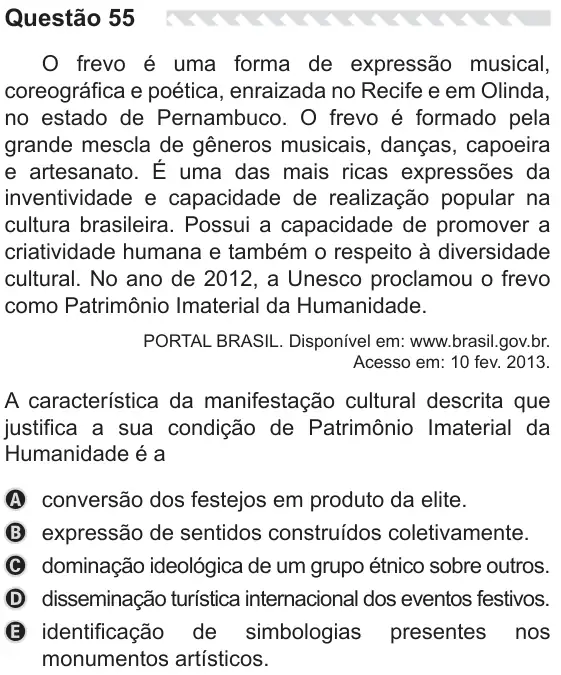 Questão 55
O frevo é uma forma de expressão musical,
coreográfica e poética, enraizada no Recife e em Olinda,
no estado de Pernambuco. O frevo é formado pela
grande mescla de gêneros musicais, danças, capoeira
e artesanato. É uma das mais ricas expressões da
inventividade e capacidade de realização popular na
cultura brasileira. Possui a capacidade de promover a
criatividade humana e também o respeito à diversidade
cultural. No ano de 2012, a Unesco proclamou o frevo
como Patrimônio Imaterial da Humanidade.
PORTAL BRASIL. Disponível em: www.brasil.gov.br.
Acesso em: 10 fev. 2013.
A característica da manifestação cultural descrita que
justifica a sua condição de Patrimônio Imaterial da
Humanidade é a
A conversão dos festejos em produto da elite.
B expressão de sentidos construídos coletivamente.
C dominação ideológica de um grupo étnico sobre outros.
D disseminação turística internacional dos eventos festivos.
E identificação de simbologias presentes nos
monumentos artísticos.